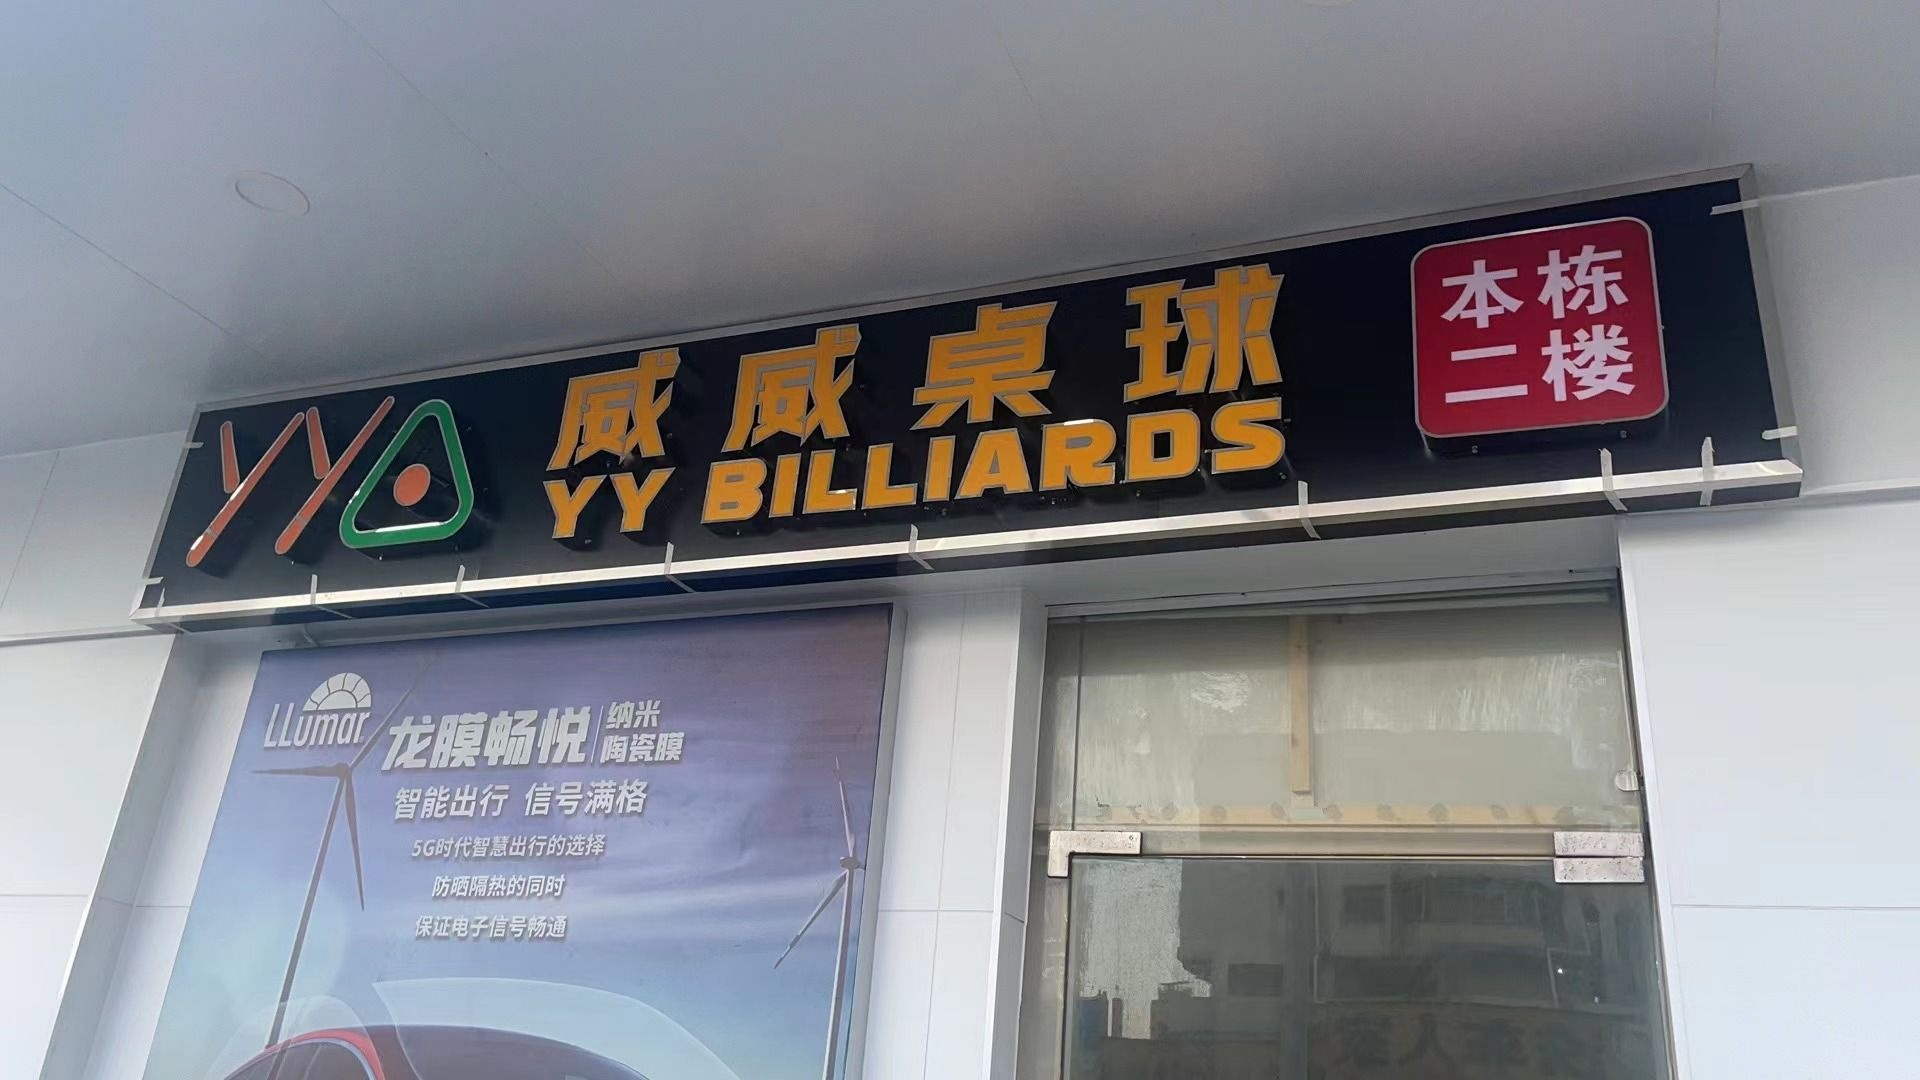 YY
威威桌球
YY BILLIARDS
本栋
二楼
LLumar
龙膜畅悦
纳米
陶瓷膜
智能出行 信号满格
5G时代智慧出行的选择
防晒隔热的同时
保证电子信号畅通